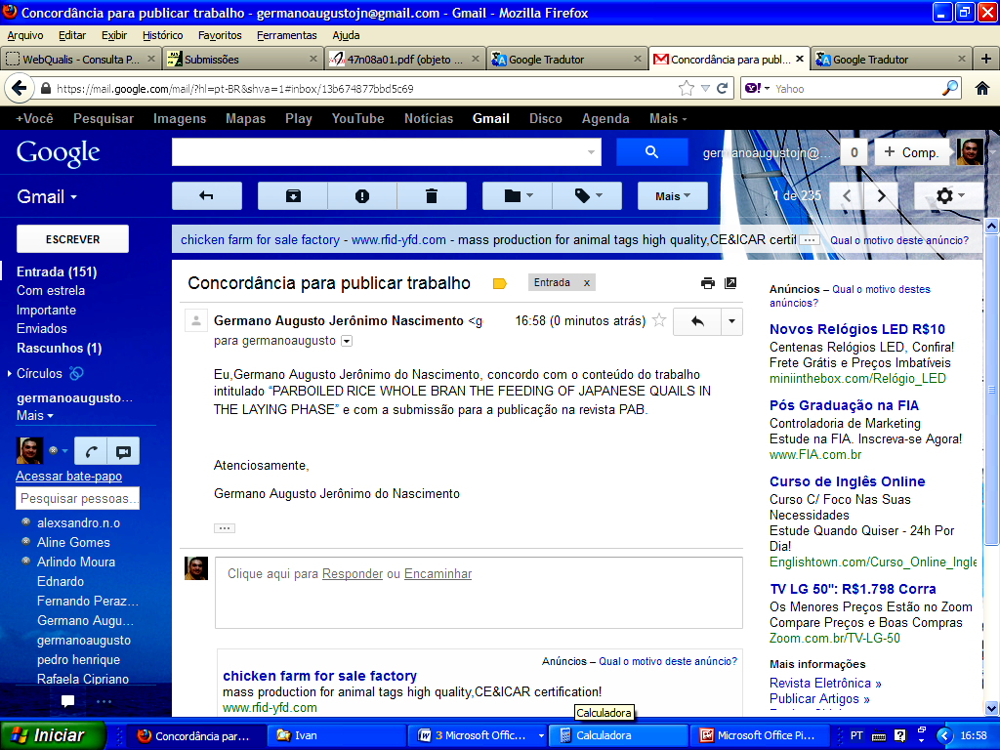 Concordância para publicar trabalho - germanoaugustojn@gmail.com - Gmail - Mozilla Firefox
Arquivo Editar Exibir Histórico Favoritos Ferramentas Ajuda
WebQualis - Consulta P... Submissões 47n08a01.pdf (objeto ... Google Tradutor Concordância para publ... Google Tradutor
https://mail.google.com/mail/?hl=pt-BR&shva=1#inbox/13b674877bbd5c69 Yahoo
+Você Pesquisar Imagens Mapas Play YouTube Notícias Gmail Disco Agenda Mais
Google germanoaugustojn@... 0 + Comp.
Gmail Mais 1 de 235
ESCREVER
chicken farm for sale factory - www.rfid-yfd.com - mass production for animal tags high quality,CE&ICAR certif ... Qual o motivo deste anúncio?
Entrada (151)
Com estrela
Importante
Enviados
Rascunhos (1)
Círculos
germanoaugusto...
Mais
Acessar bate-papo
Pesquisar pessoas...
alexsandro.n.o
Aline Gomes
Arlindo Moura
Ednardo
Fernando Peraz...
Germano Augu...
germanoaugusto
pedro henrique
Rafaela Cipriano
Concordância para publicar trabalho Entrada x
Germano Augusto Jerônimo Nascimento <g 16:58 (0 minutos atrás)
para germanoaugusto
Eu,Germano Augusto Jerônimo do Nascimento, concordo com o conteúdo do trabalho
intitulado “PARBOILED RICE WHOLE BRAN THE FEEDING OF JAPANESE QUAILS IN
THE LAYING PHASE” e com a submissão para a publicação na revista PAB.
Atenciosamente,
Germano Augusto Jerônimo do Nascimento
...
Clique aqui para Responder ou Encaminhar
Anúncios – Qual o motivo deste anúncio?
chicken farm for sale factory
mass production for animal tags high quality,CE&ICAR certification!
www.rfid-yfd.com
Anúncios – Qual o motivo destes
anúncios?
Novos Relógios LED R$10
Centenas Relógios LED, Confira!
Frete Grátis e Preços Imbatíveis
miniinthebox.com/Relógio_LED
Pós Graduação na FIA
Controladoria de Marketing
Estude na FIA. Inscreva-se Agora!
www.FIA.com.br
Curso de Inglês Online
Curso C/ Foco Nas Suas
Necessidades
Estude Quando Quiser - 24h Por
Dia!
Englishtown.com/Curso_Online_Ingle
TV LG 50": R$1.798 Corra
Os Menores Preços Estão no Zoom
Compare Preços e Boas Compras
Zoom.com.br/TV-LG-50
Mais informações
Revista Eletrônica »
Publicar Artigos »
Calculadora
Iniciar Concordância par... Ivan 3 Microsoft Offic... Calculadora Microsoft Office Pi... PT 16:58